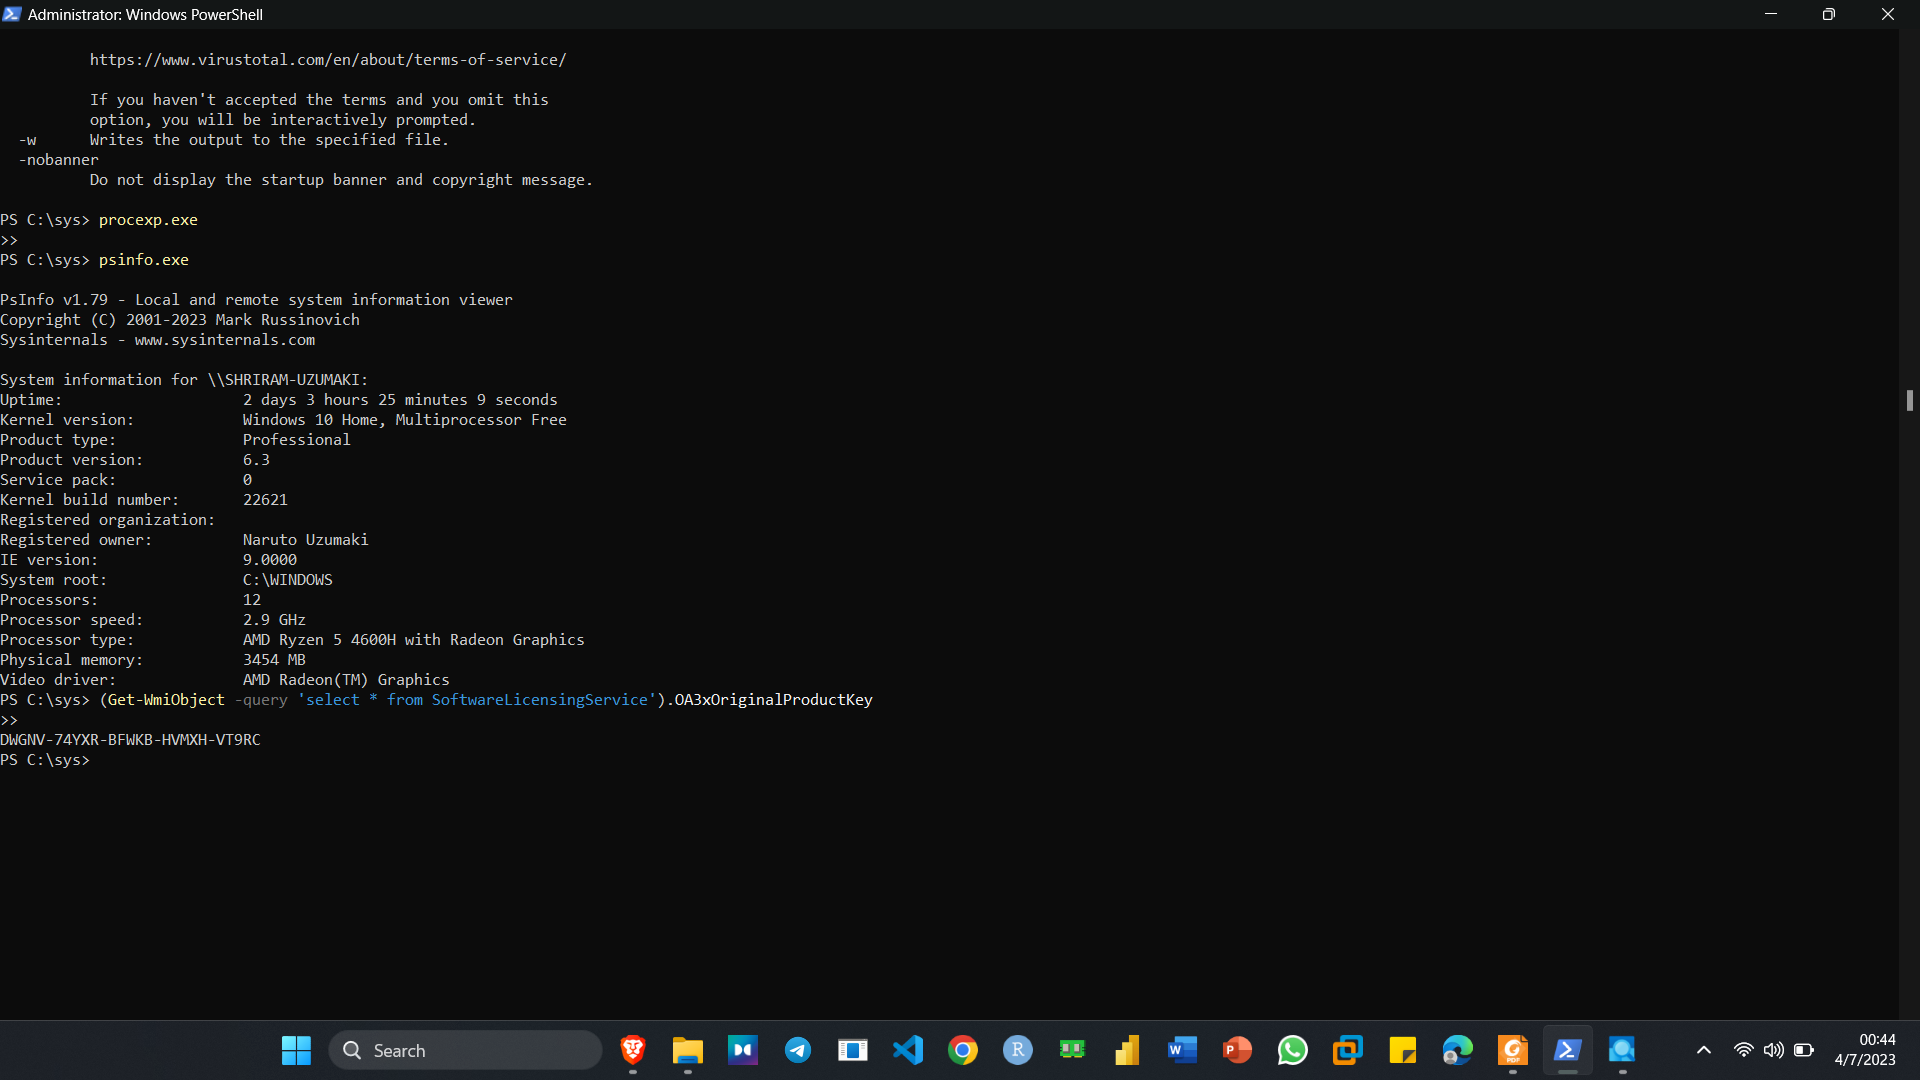 Administrator: Windows PowerShell
https://www.virustotal.com/en/about/terms-of-service/
If you haven't accepted the terms and you omit this
option, you will be interactively prompted.
-w      Writes the output to the specified file.
-nobanner
Do not display the startup banner and copyright message.
PS C:\sys> procexp.exe
>>
PS C:\sys> psinfo.exe
PsInfo v1.79 - Local and remote system information viewer
Copyright (C) 2001-2023 Mark Russinovich
Sysinternals - www.sysinternals.com
System information for \\SHRIRAM-UZUMAKI:
Uptime:                    2 days 3 hours 25 minutes 9 seconds
Kernel version:            Windows 10 Home, Multiprocessor Free
Product type:              Professional
Product version:           6.3
Service pack:              0
Kernel build number:       22621
Registered organization:
Registered owner:          Naruto Uzumaki
IE version:                9.0000
System root:               C:\WINDOWS
Processors:                12
Processor speed:           2.9 GHz
Processor type:            AMD Ryzen 5 4600H with Radeon Graphics
Physical memory:           3454 MB
Video driver:              AMD Radeon(TM) Graphics
PS C:\sys> (Get-WmiObject -query 'select * from SoftwareLicensingService').OA3xOriginalProductKey
>>
DWGNV-74YXR-BFWKB-HVMXH-VT9RC
PS C:\sys>
Search
00:44
4/7/2023